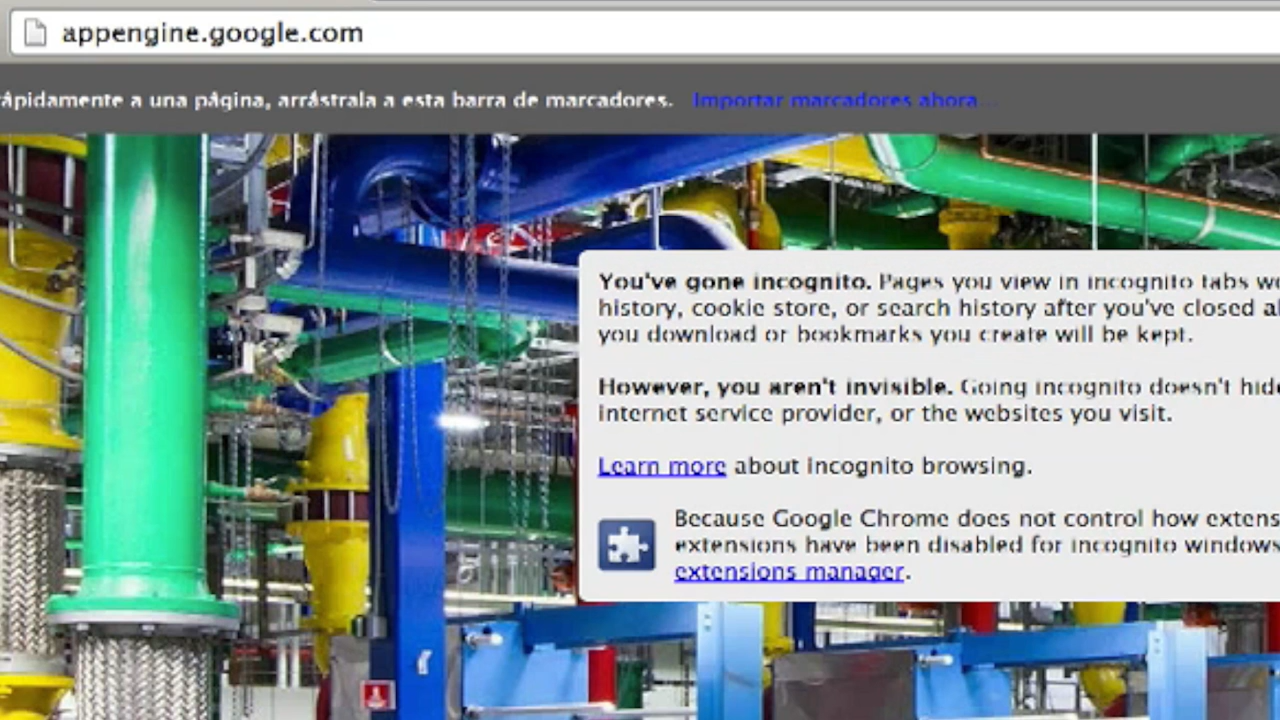 appengine.google.com
rápidamente a una página, arrástrala a esta barra de marcadores. Importar marcadores ahora...
You've gone incognito. Pages you view in incognito tabs
history, cookie store, or search history after you've closed
you download or bookmarks you create will be kept.
However, you aren't invisible. Going incognito doesn't
internet service provider, or the websites you visit.
Learn more about incognito browsing.
Because Google Chrome does not control how
extensions have been disabled for incognito windows
extensions manager.